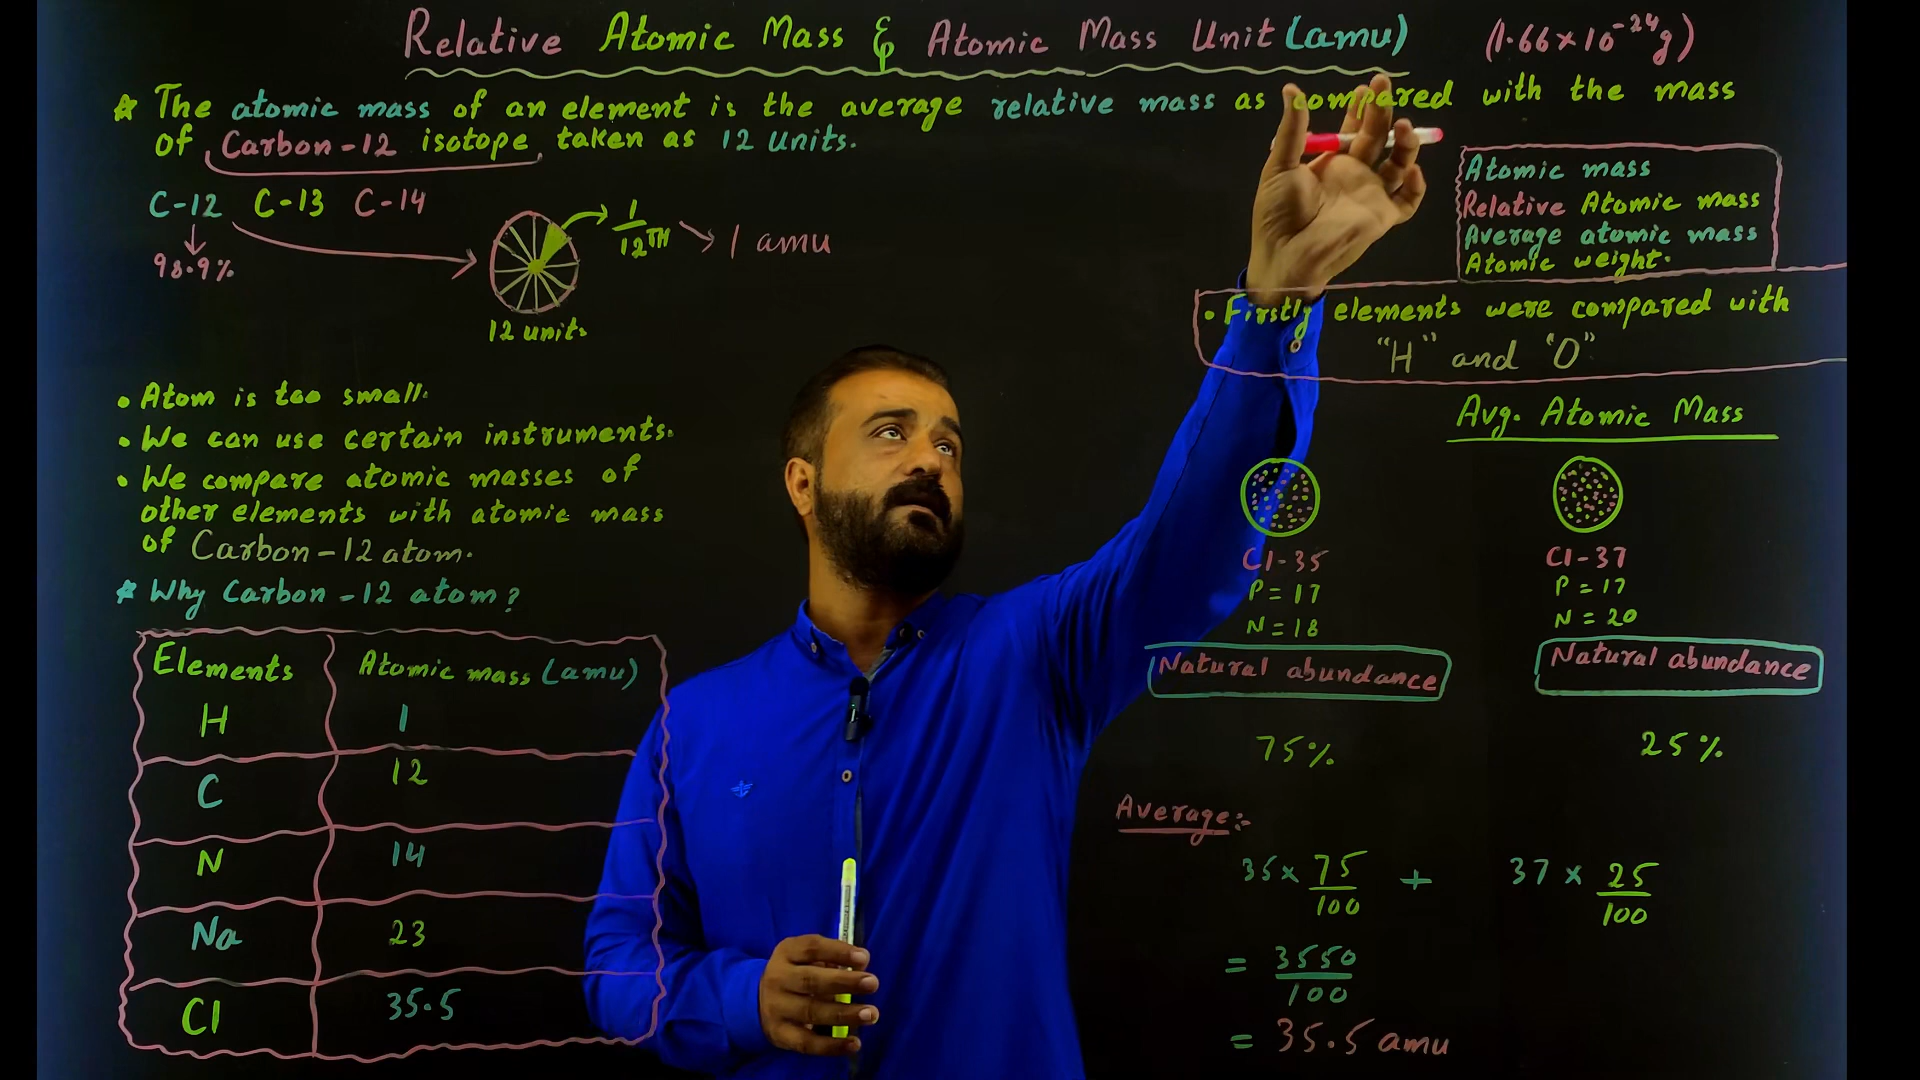 Relative Atomic Mass & Atomic Mass Unit (amu) (1.66×10⁻²⁴g)
☆ The atomic mass of an element is the average relative mass as compared with the mass
of Carbon-12 isotope taken as 12 Units.
C-12 C-13 C-14
98.9%
12 units
1/12TH
1 amu
Atomic mass
Relative Atomic mass
Average atomic mass
Atomic weight.
• Firstly elements were compared with
"H" and "O"
• Atom is too small.
• We can use certain instruments.
• We compare atomic masses of
other elements with atomic mass
of Carbon-12 atom.
☆ Why Carbon-12 atom?
Elements Atomic mass (amu)
H 1
C 12
N 14
Na 23
Cl 35.5
Avg. Atomic Mass
Cl-35 Cl-37
P = 17 P = 17
N = 18 N = 20
Natural abundance Natural abundance
75% 25%
Average:-
35 × 75/100 + 37 × 25/100
= 3550/100
= 35.5 amu